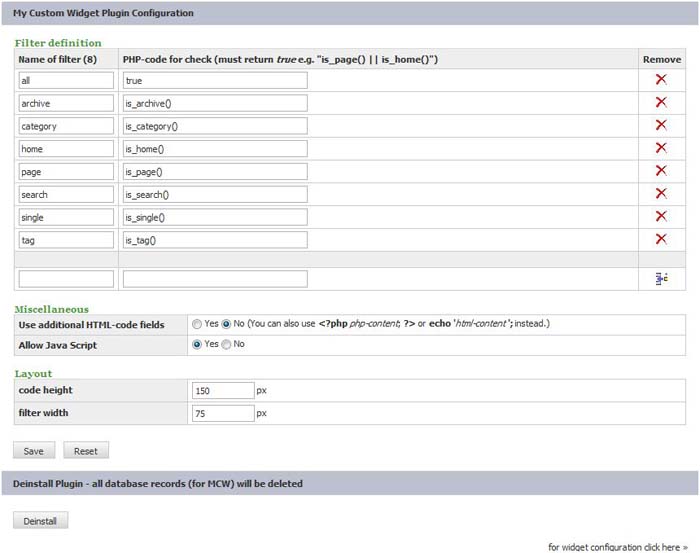 My Custom Widget Plugin Configuration
Filter definition
Name of filter (8) PHP-code for check (must return true e.g. "is_page() || is_home()") Remove
all true
archive is_archive()
category is_category()
home is_home()
page is_page()
search is_search()
single is_single()
tag is_tag()
Miscellaneous
Use additional HTML-code fields Yes No (You can also use <?php php-content; ?> or echo 'html-content'; instead.)
Allow Java Script Yes No
Layout
code height 150 px
filter width 75 px
Save Reset
Deinstall Plugin - all database records (for MCW) will be deleted
Deinstall
for widget configuration click here »